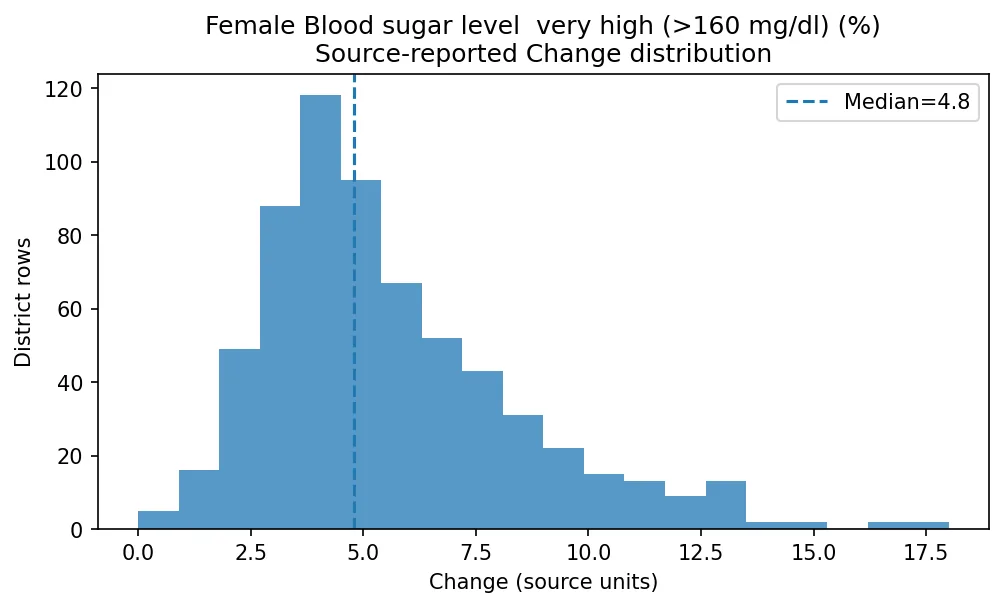 Female Blood sugar level  very high (>160 mg/dl) (%)
Source-reported Change distribution
Median=4.8
120
100
80
60
40
20
0
District rows
0.0 2.5 5.0 7.5 10.0 12.5 15.0 17.5
Change (source units)